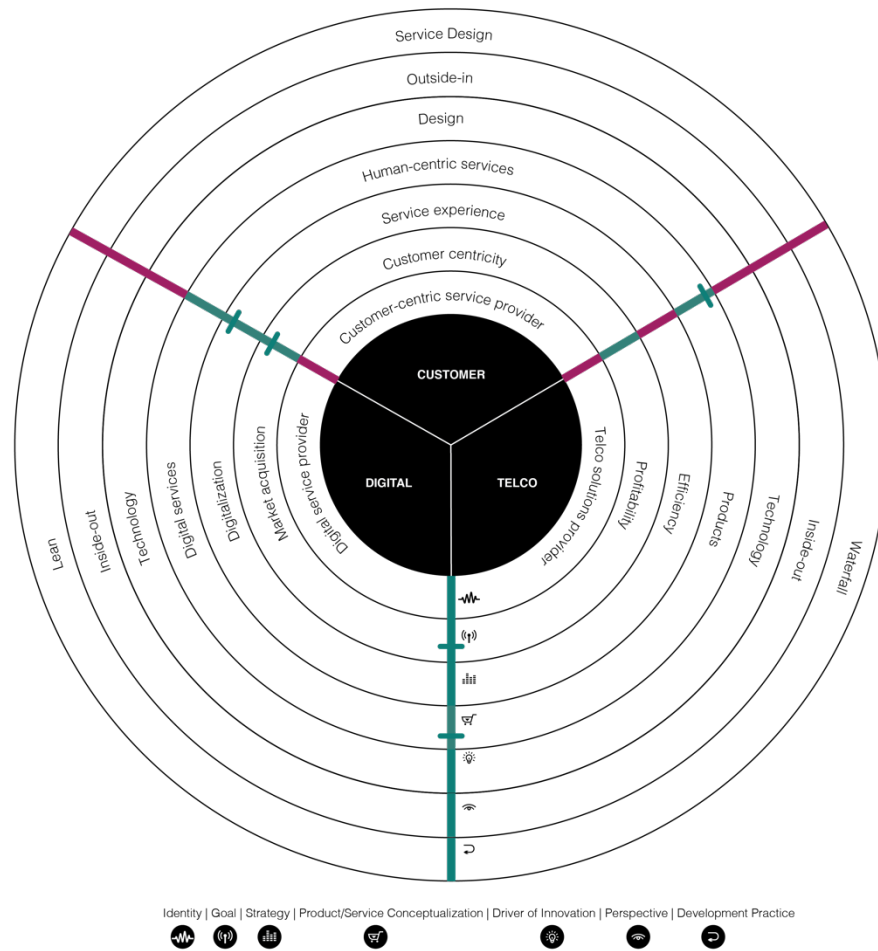 Service Design
Outside-in
Design
Human-centric services
Service experience
Customer centricity
Customer-centric service provider
CUSTOMER
DIGITAL
TELCO
Digital service provider
Market acquisition
Digitalization
Digital services
Technology
Inside-out
Lean
Telco solutions provider
Profitability
Efficiency
Products
Technology
Inside-out
Waterfall
Identity | Goal | Strategy | Product/Service Conceptualization | Driver of Innovation | Perspective | Development Practice